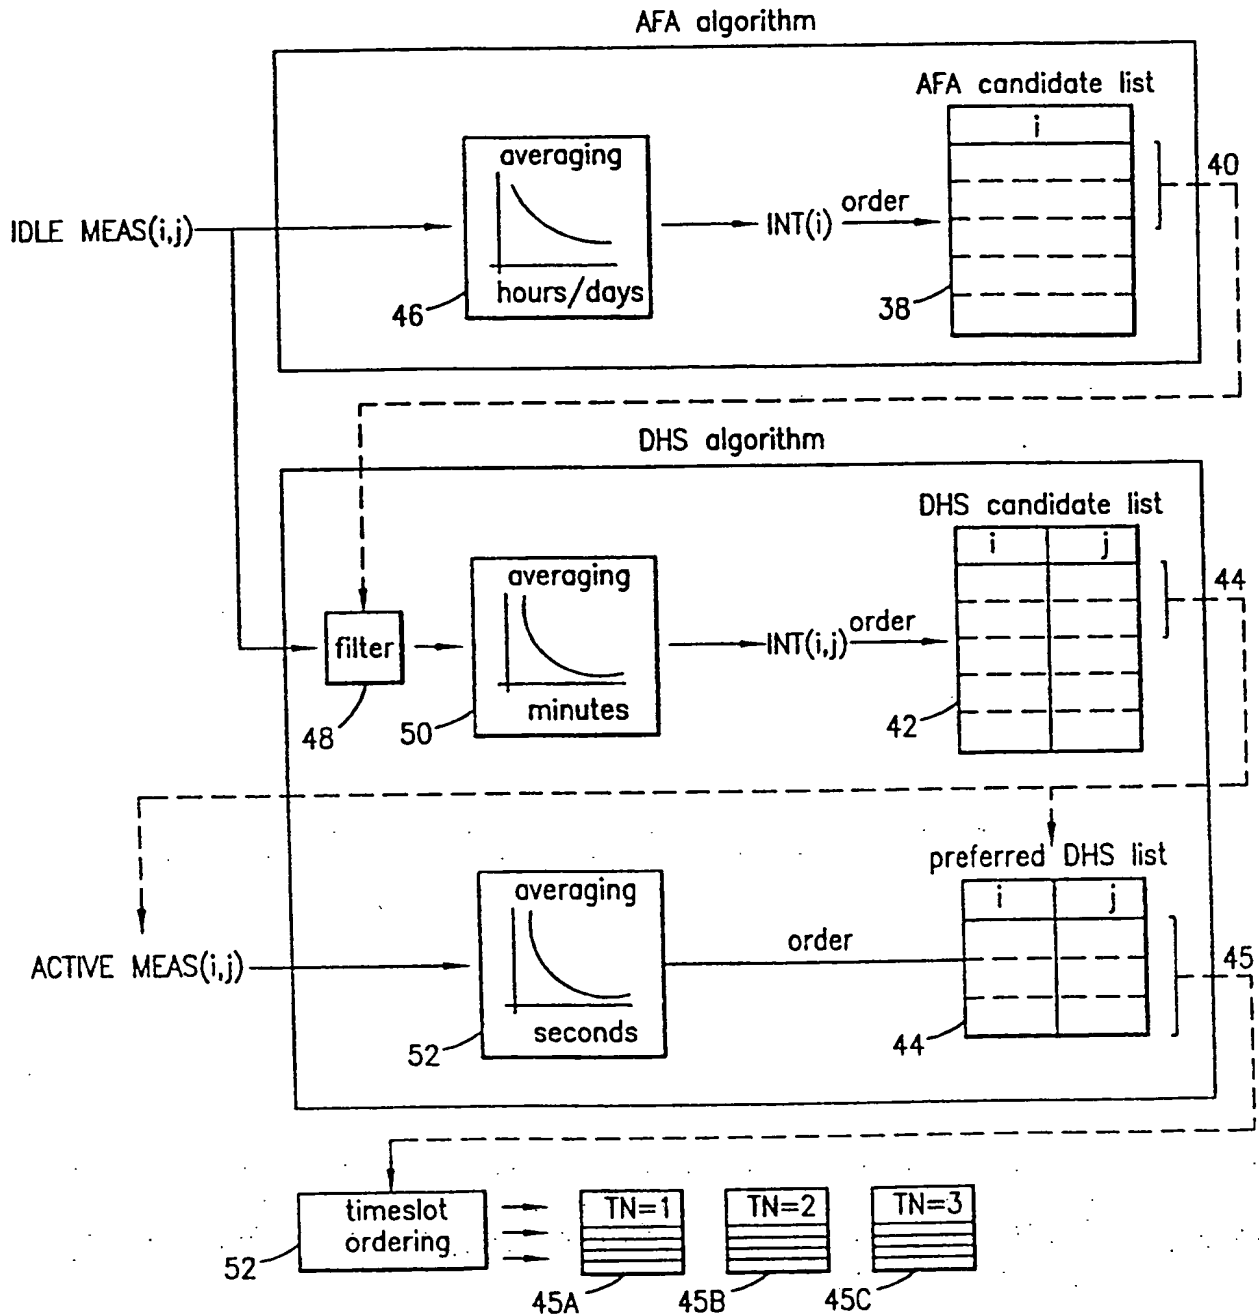 AFA algorithm
AFA candidate list
i
averaging
hours/days
46
IDLE MEAS(i,j)
INT(i)
order
38
40
DHS algorithm
DHS candidate list
i j
averaging
minutes
filter
48
50
INT(i,j)
order
42
44
preferred DHS list
i j
averaging
seconds
ACTIVE MEAS(i,j)
order
52
44
45
timeslot
ordering
52
TN=1
TN=2
TN=3
45A
45B
45C